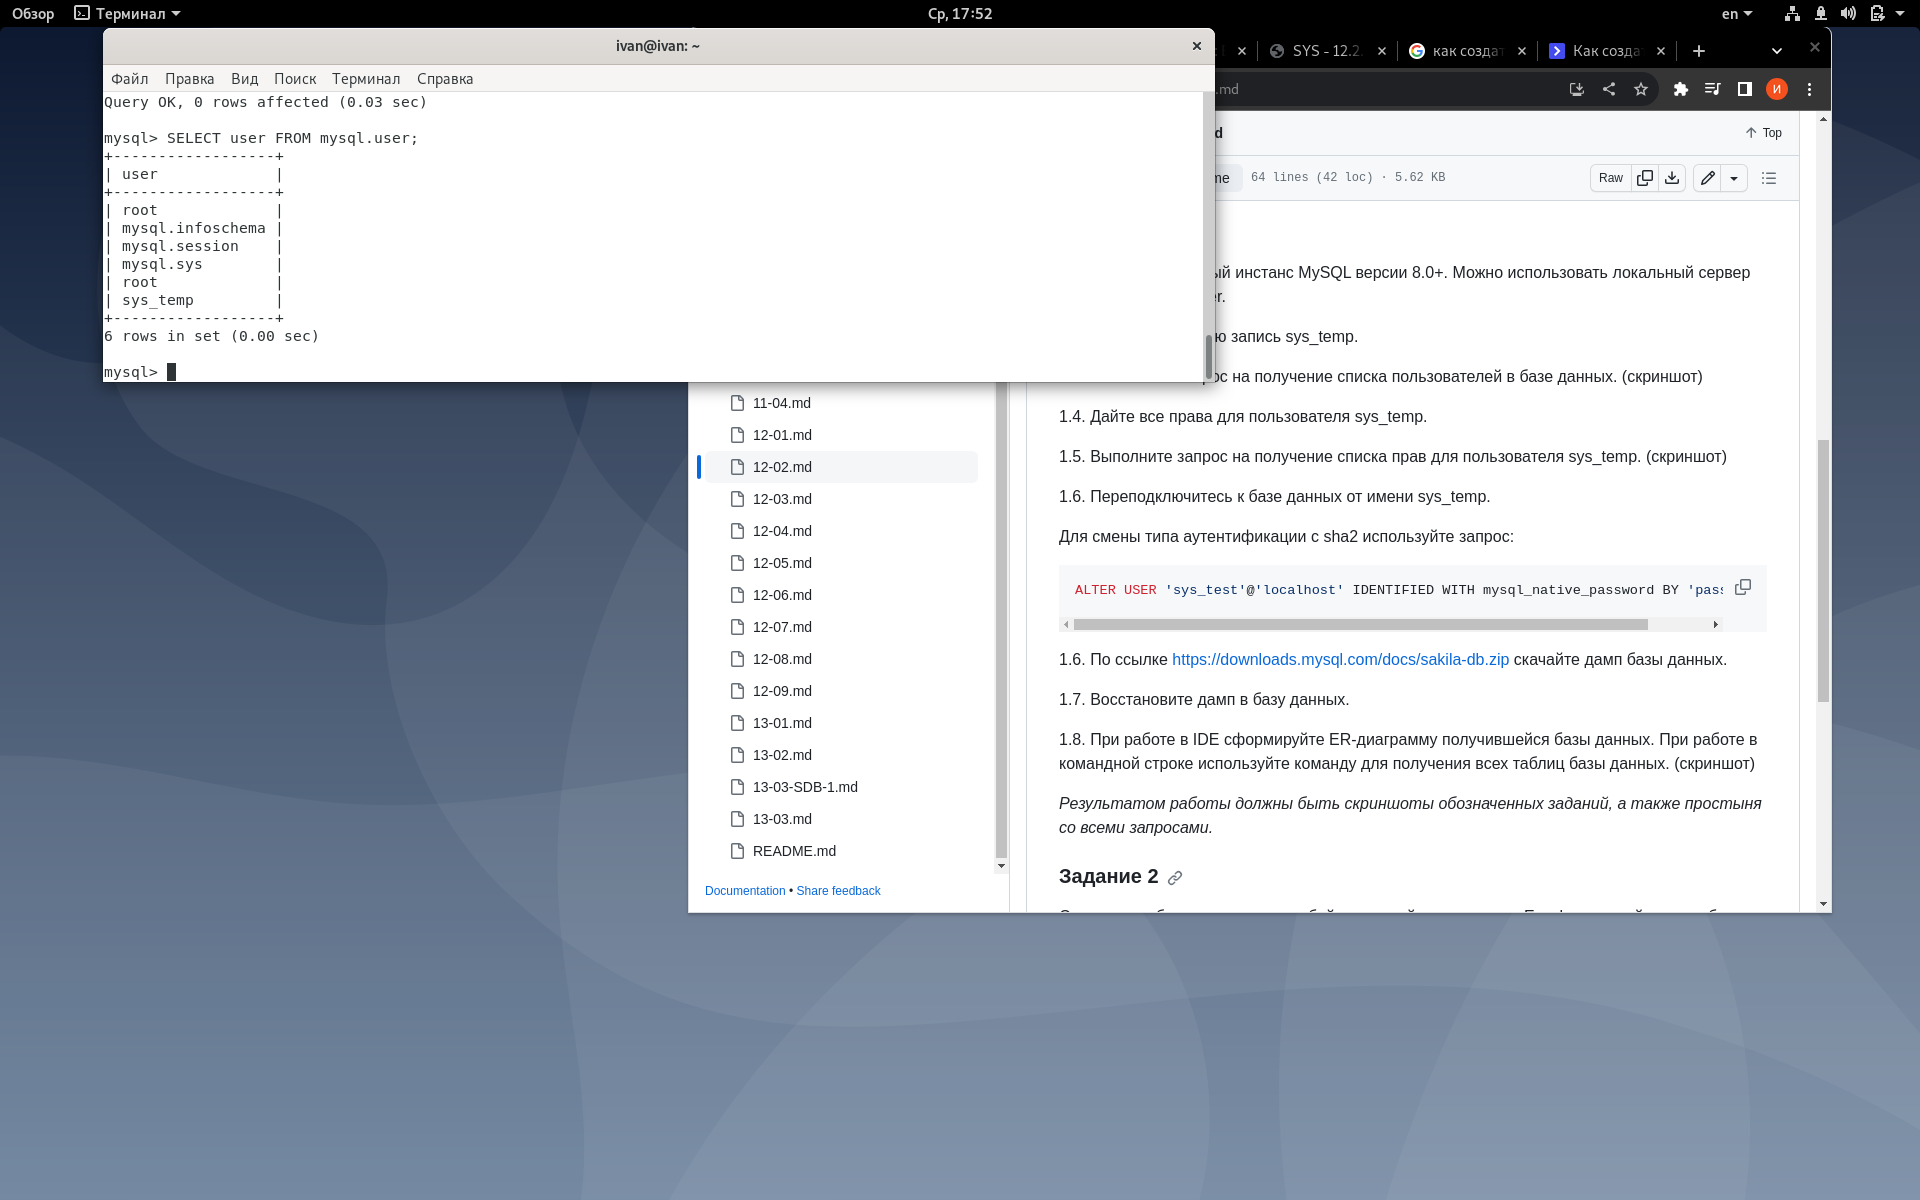 Обзор
Терминал
Ср, 17:52
en
ivan@ivan: ~
Файл Правка Вид Поиск Терминал Справка
Query OK, 0 rows affected (0.03 sec)
mysql> SELECT user FROM mysql.user;
+------------------+
| user             |
+------------------+
| root             |
| mysql.infoschema |
| mysql.session    |
| mysql.sys        |
| root             |
| sys_temp         |
+------------------+
6 rows in set (0.00 sec)
mysql>
SYS - 12.2.
как создат
Как созда
.md
И
d
Top
me
64 lines (42 loc) · 5.62 KB
Raw
ый инстанс MySQL версии 8.0+. Можно использовать локальный сервер
er.
ю запись sys_temp.
рос на получение списка пользователей в базе данных. (скриншот)
1.4. Дайте все права для пользователя sys_temp.
1.5. Выполните запрос на получение списка прав для пользователя sys_temp. (скриншот)
1.6. Переподключитесь к базе данных от имени sys_temp.
Для смены типа аутентификации с sha2 используйте запрос:
ALTER USER 'sys_test'@'localhost' IDENTIFIED WITH mysql_native_password BY 'pass
1.6. По ссылке https://downloads.mysql.com/docs/sakila-db.zip скачайте дамп базы данных.
1.7. Восстановите дамп в базу данных.
1.8. При работе в IDE сформируйте ER-диаграмму получившейся базы данных. При работе в
командной строке используйте команду для получения всех таблиц базы данных. (скриншот)
Результатом работы должны быть скриншоты обозначенных заданий, а также простыня
со всеми запросами.
Задание 2
11-04.md
12-01.md
12-02.md
12-03.md
12-04.md
12-05.md
12-06.md
12-07.md
12-08.md
12-09.md
13-01.md
13-02.md
13-03-SDB-1.md
13-03.md
README.md
Documentation • Share feedback